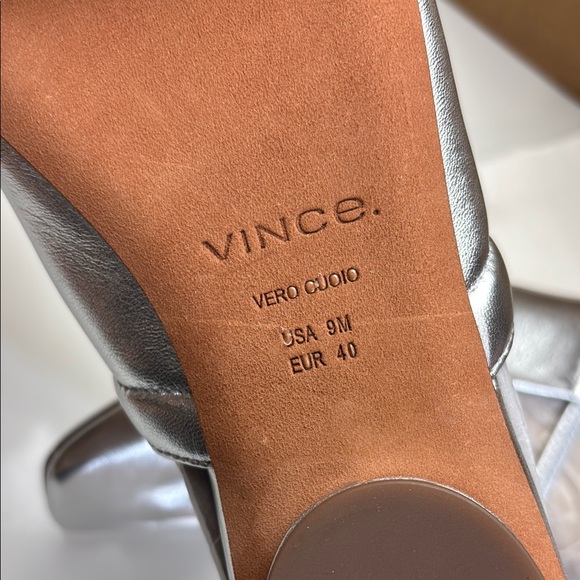 VINCe.
VERO CUOIO
USA 9M
EUR 40